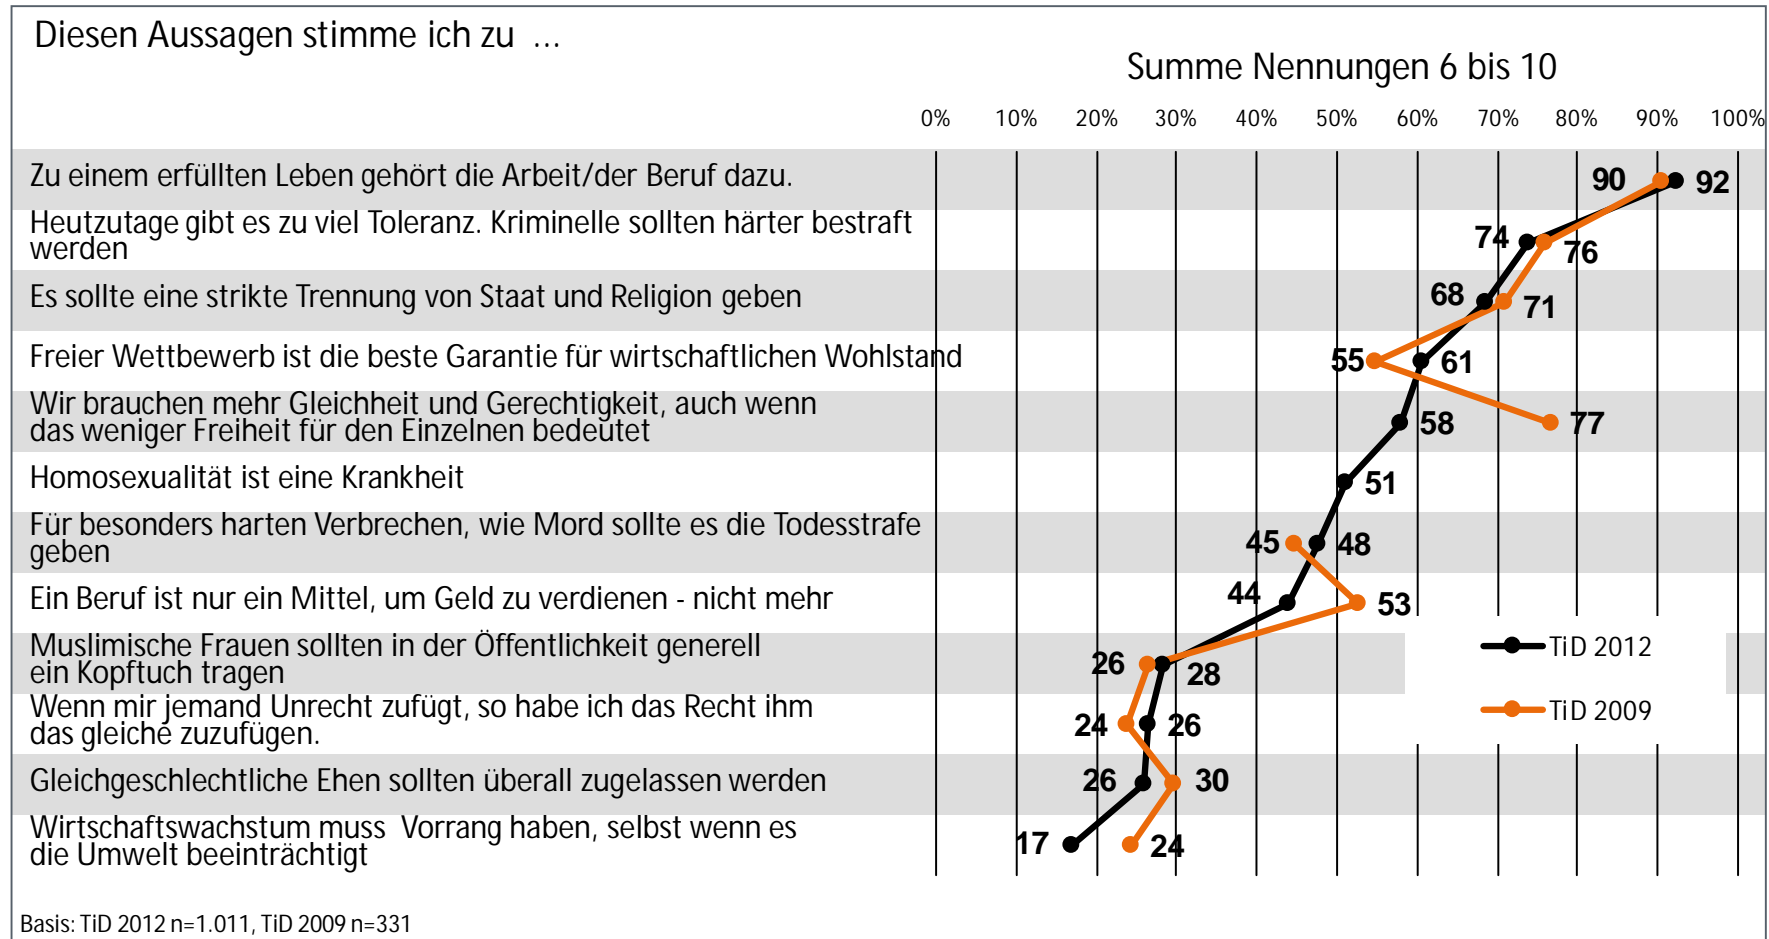 Diesen Aussagen stimme ich zu ...
Summe Nennungen 6 bis 10
0% 10% 20% 30% 40% 50% 60% 70% 80% 90% 100%
Zu einem erfüllten Leben gehört die Arbeit/der Beruf dazu.
90 92
Heutzutage gibt es zu viel Toleranz. Kriminelle sollten härter bestraft
werden
74 76
Es sollte eine strikte Trennung von Staat und Religion geben
68 71
Freier Wettbewerb ist die beste Garantie für wirtschaftlichen Wohlstand
55 61
Wir brauchen mehr Gleichheit und Gerechtigkeit, auch wenn
das weniger Freiheit für den Einzelnen bedeutet
58 77
Homosexualität ist eine Krankheit
51
Für besonders harten Verbrechen, wie Mord sollte es die Todesstrafe
geben
45 48
Ein Beruf ist nur ein Mittel, um Geld zu verdienen - nicht mehr
44 53
Muslimische Frauen sollten in der Öffentlichkeit generell
ein Kopftuch tragen
26 28
TiD 2012
Wenn mir jemand Unrecht zufügt, so habe ich das Recht ihm
das gleiche zuzufügen.
24 26
TiD 2009
Gleichgeschlechtliche Ehen sollten überall zugelassen werden
26 30
Wirtschaftswachstum muss  Vorrang haben, selbst wenn es
die Umwelt beeinträchtigt
17 24
Basis: TiD 2012 n=1.011, TiD 2009 n=331